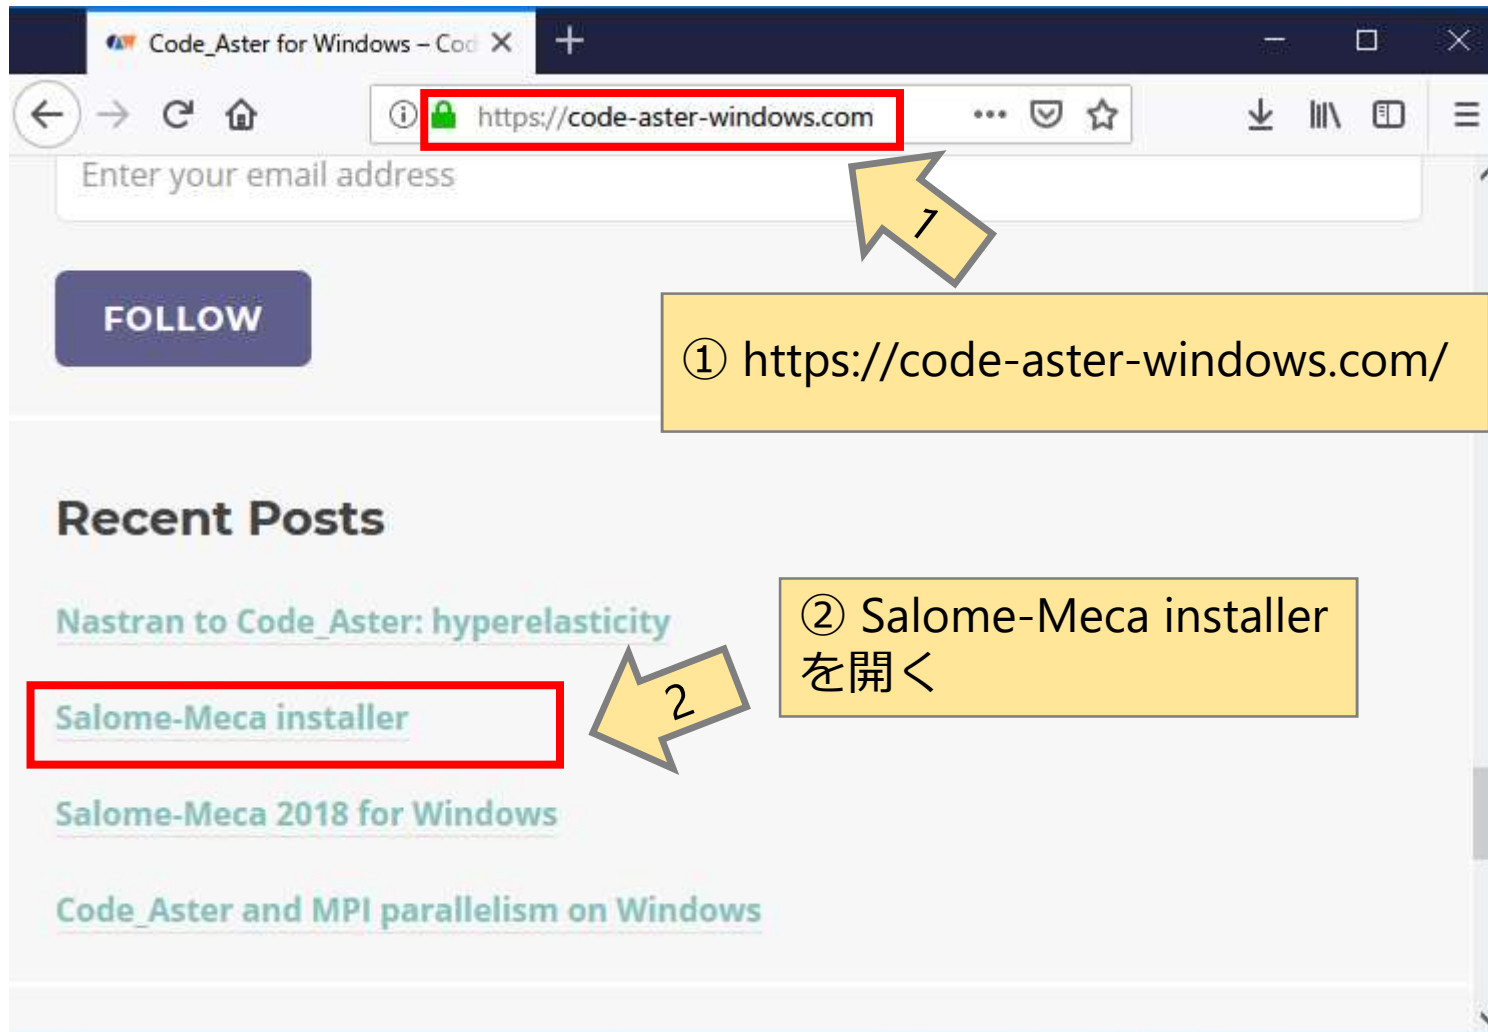 Code_Aster for Windows – Cod
https://code-aster-windows.com
Enter your email address
1
FOLLOW
① https://code-aster-windows.com/
Recent Posts
Nastran to Code_Aster: hyperelasticity
② Salome-Meca installer
を開く
2
Salome-Meca installer
Salome-Meca 2018 for Windows
Code_Aster and MPI parallelism on Windows